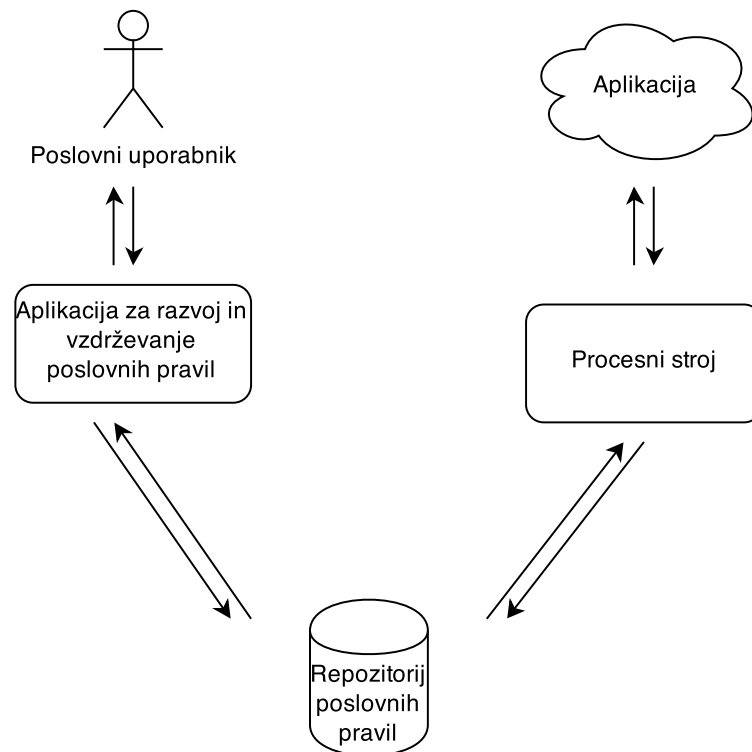 Aplikacija
Poslovni uporabnik
Aplikacija za razvoj in
vzdrževanje
poslovnih pravil
Procesni stroj
Repozitorij
poslovnih
pravil